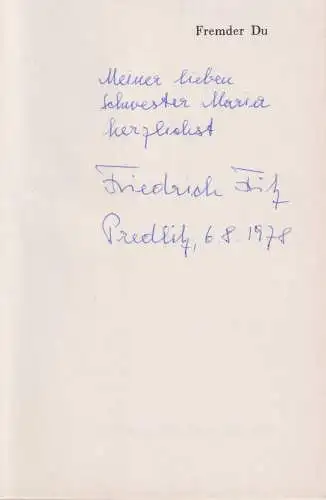 Fremder Du
Meiner lieben
Schwester Maria
herzlichst
Friedrich Fitz
Predlitz, 6.8.1978